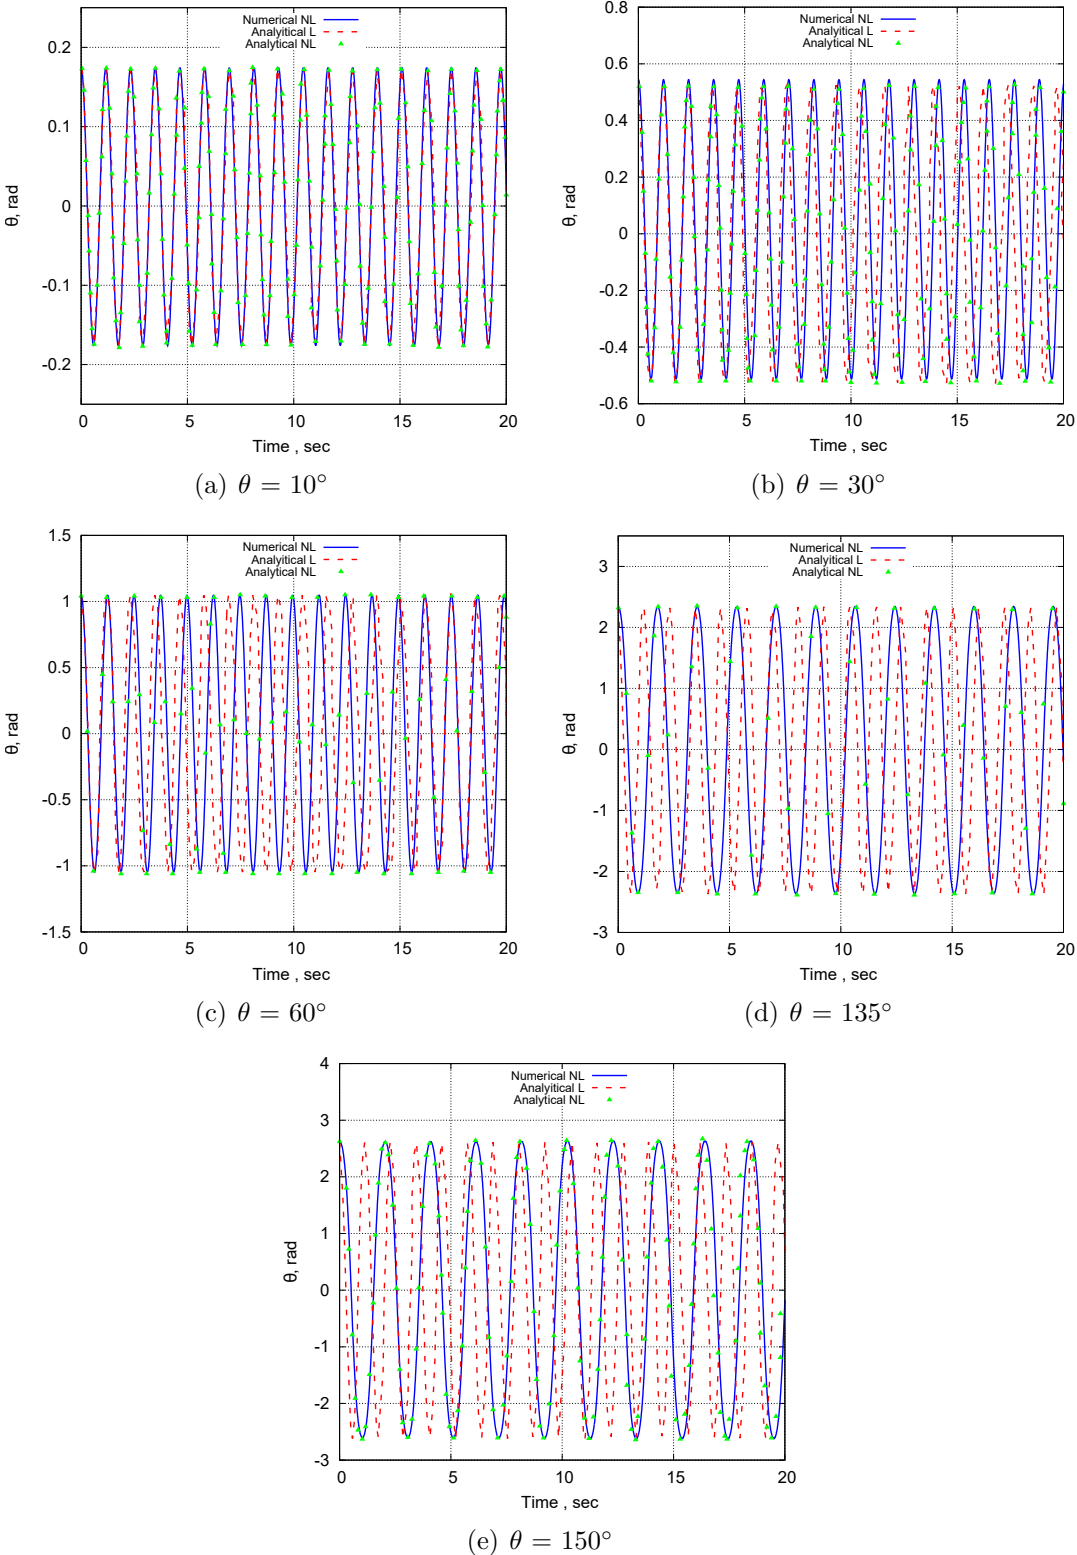 Numerical NL
Analyitical L
Analytical NL
0.2
0.1
0
-0.1
-0.2
θ, rad
0 5 10 15 20
Time , sec
(a) θ = 10°
Numerical NL
Analyitical L
Analytical NL
0.8
0.6
0.4
0.2
0
-0.2
-0.4
-0.6
θ, rad
0 5 10 15 20
Time , sec
(b) θ = 30°
Numerical NL
Analyitical L
Analytical NL
1.5
1
0.5
0
-0.5
-1
-1.5
θ, rad
0 5 10 15 20
Time , sec
(c) θ = 60°
Numerical NL
Analyitical L
Analytical NL
3
2
1
0
-1
-2
-3
θ, rad
0 5 10 15 20
Time , sec
(d) θ = 135°
Numerical NL
Analyitical L
Analytical NL
4
3
2
1
0
-1
-2
-3
θ, rad
0 5 10 15 20
Time , sec
(e) θ = 150°